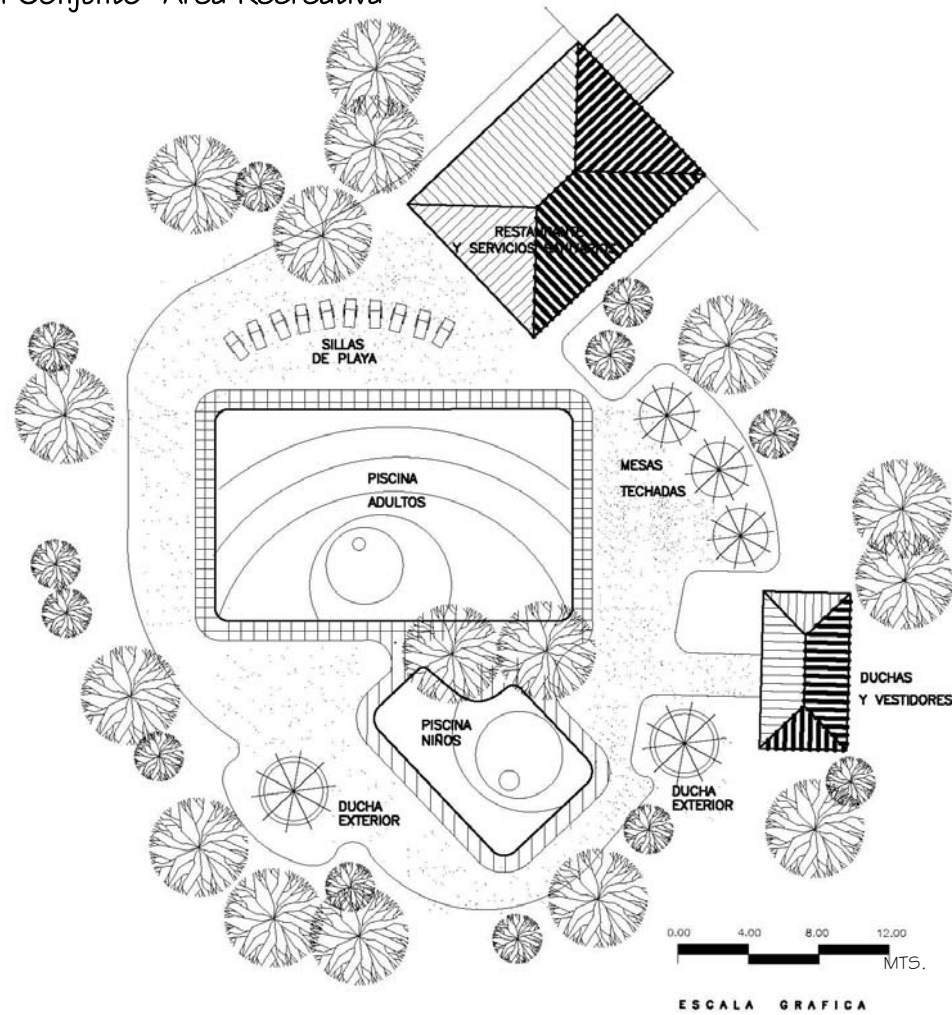 Conjunto Area Recreativa
RESTAURANTE
Y SERVICIOS SANITARIOS
SILLAS
DE PLAYA
PISCINA
ADULTOS
MESAS
TECHADAS
DUCHAS
Y VESTIDORES
PISCINA
NIÑOS
DUCHA
EXTERIOR
DUCHA
EXTERIOR
0.00 4.00 8.00 12.00
MTS.
ESCALA GRAFICA